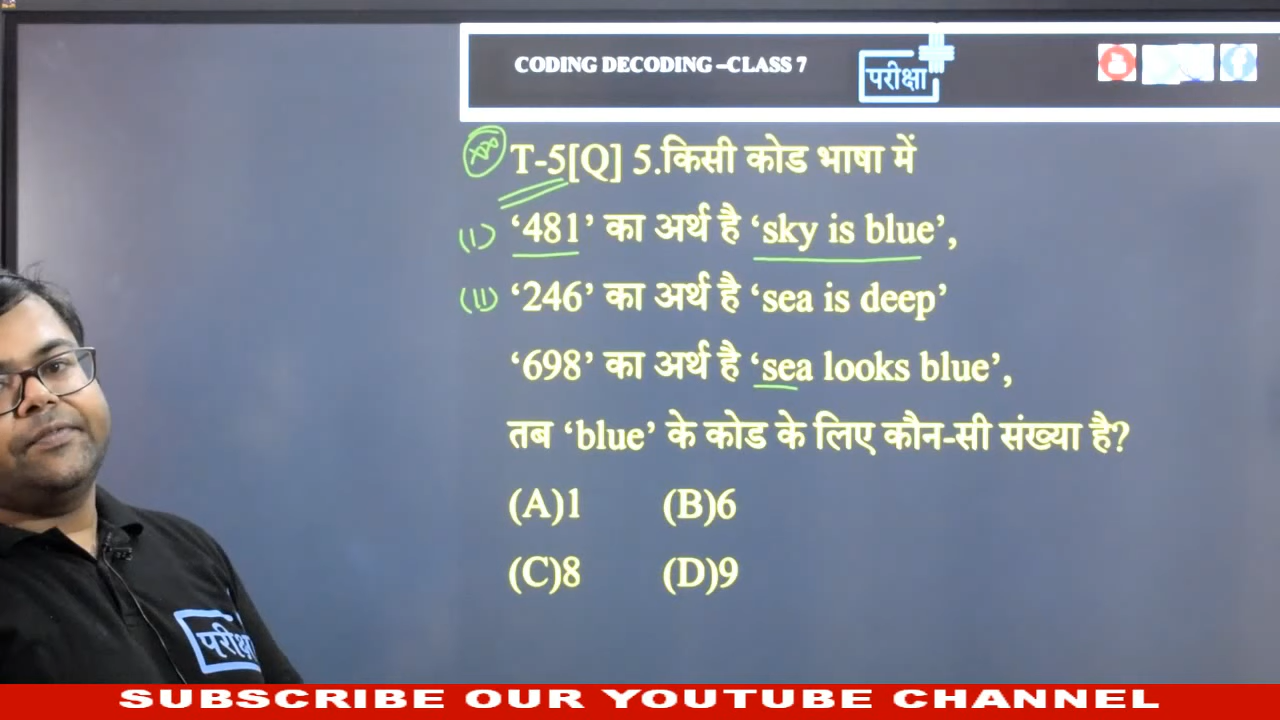 CODING DECODING –CLASS 7
परीक्षा
T-5[Q] 5.किसी कोड भाषा में
(I) ‘481’ का अर्थ है ‘sky is blue’,
(II) ‘246’ का अर्थ है ‘sea is deep’
‘698’ का अर्थ है ‘sea looks blue’,
तब ‘blue’ के कोड के लिए कौन-सी संख्या है?
(A)1 (B)6
(C)8 (D)9
परीक्षा
SUBSCRIBE OUR YOUTUBE CHANNEL